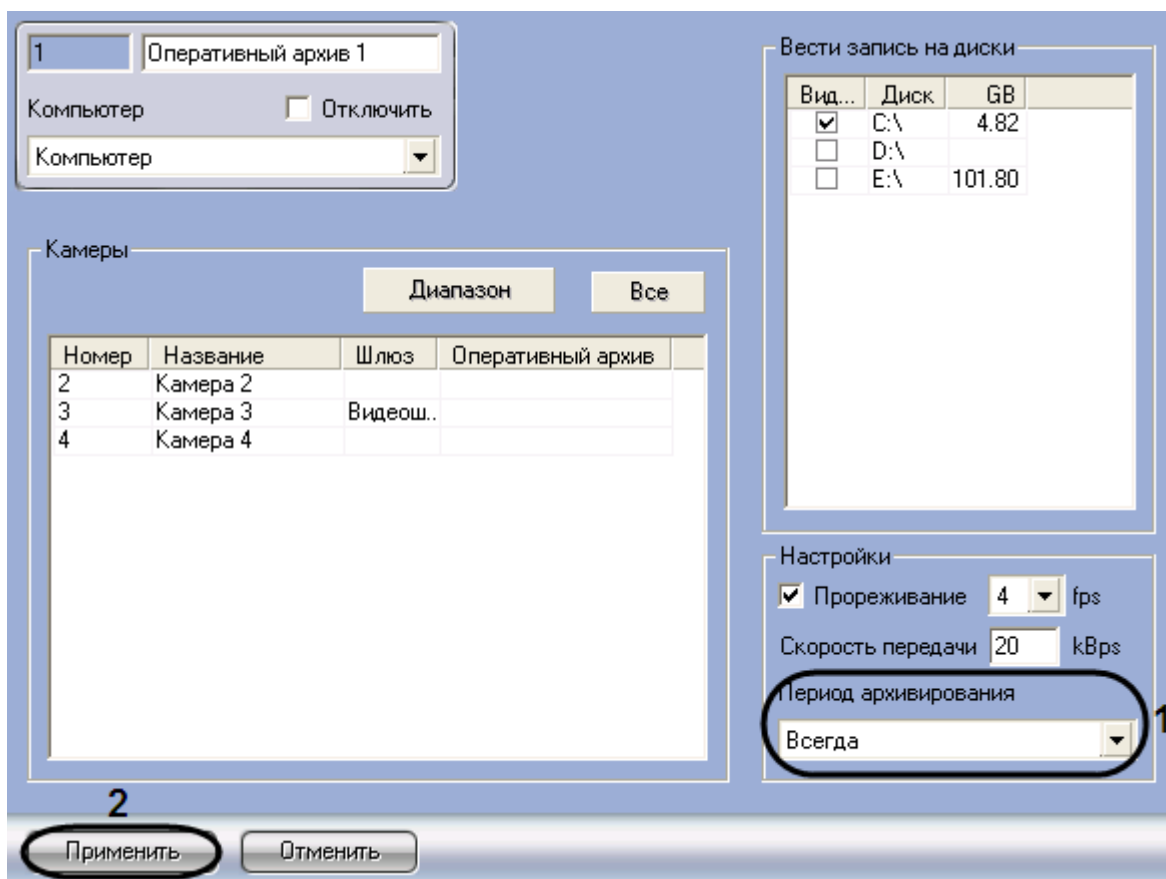 1 Оперативный архив 1
Компьютер Отключить
Компьютер
Вести запись на диски
Вид... Диск GB
C:\ 4.82
D:\
E:\ 101.80
Камеры
Диапазон Все
Номер Название Шлюз Оперативный архив
2 Камера 2
3 Камера 3 Видеош..
4 Камера 4
Настройки
Прореживание 4 fps
Скорость передачи 20 kBps
Период архивирования
Всегда
1
2
Применить Отменить